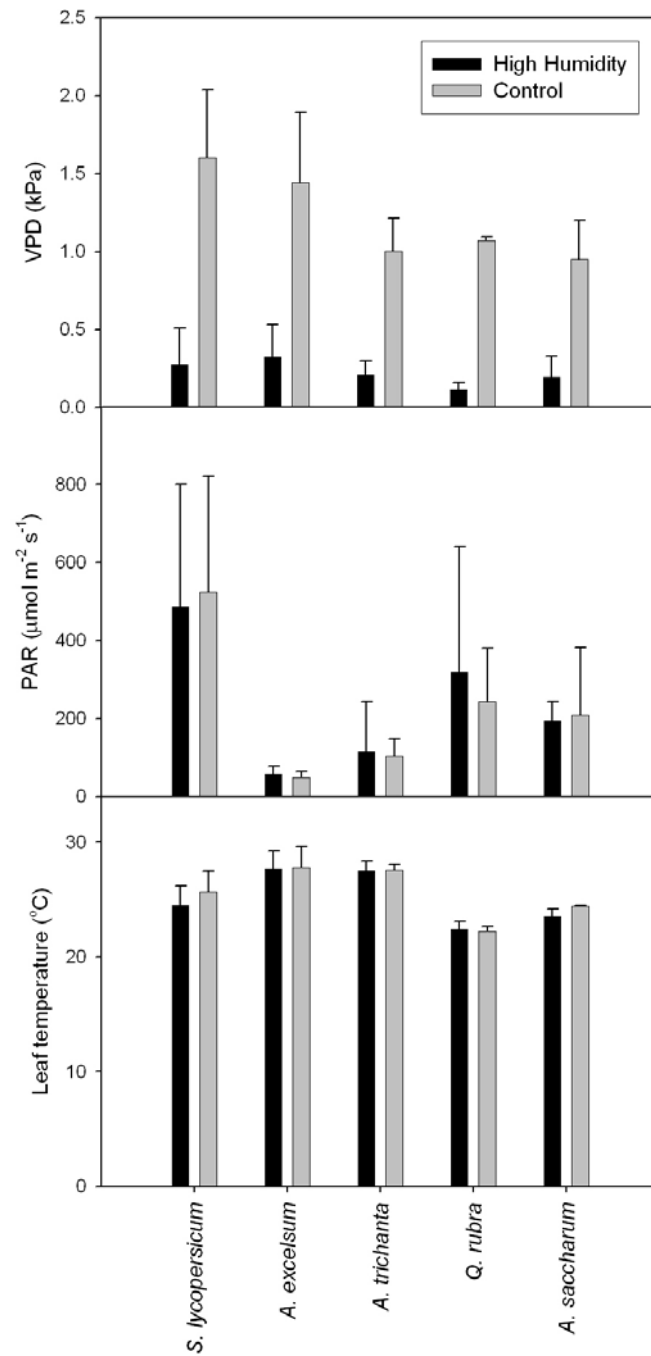 2.5
High Humidity
Control
2.0
1.5
1.0
0.5
0.0
VPD (kPa)
800
600
400
200
0
PAR (μmol m⁻² s⁻¹)
30
20
10
0
Leaf temperature (°C)
S. lycopersicum
A. excelsum
A. trichanta
Q. rubra
A. saccharum